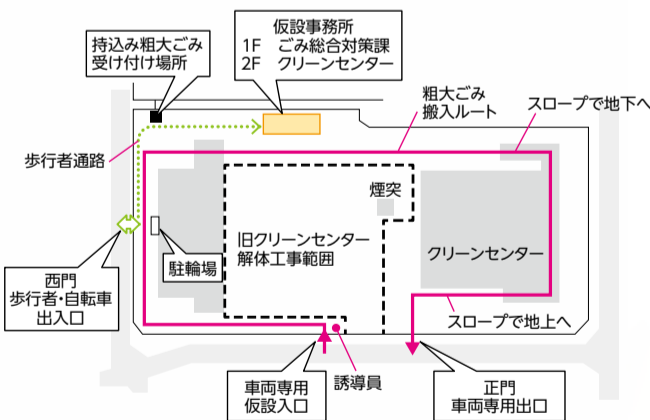 仮設事務所
1F ごみ総合対策課
2F クリーンセンター
持込み粗大ごみ
受け付け場所
粗大ごみ
搬入ルート
スロープで地下へ
歩行者通路
煙突
旧クリーンセンター
解体工事範囲
クリーンセンター
駐輪場
西門
歩行者・自転車
出入口
スロープで地上へ
車両専用
仮設入口
誘導員
正門
車両専用出口